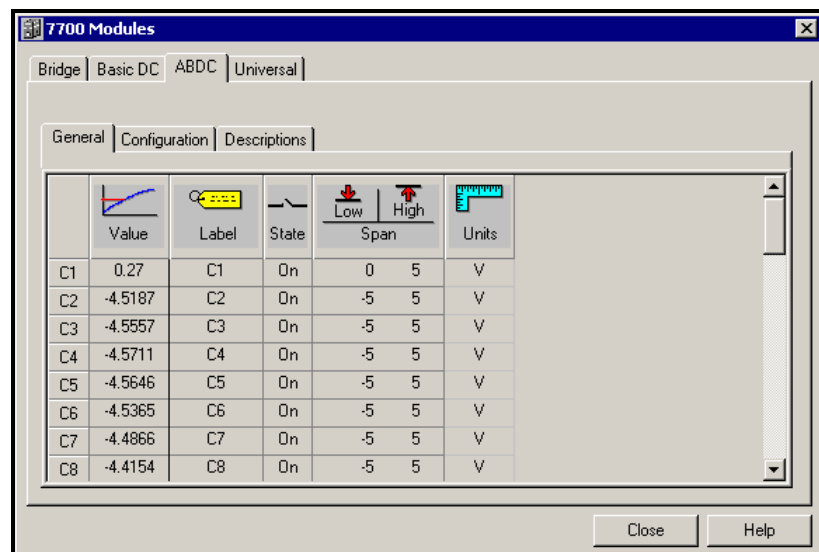 7700 Modules
Bridge Basic DC ABDC Universal
General Configuration Descriptions
Low High
Value Label State Span Units
C1 0.27 C1 On 0 5 V
C2 -4.5187 C2 On -5 5 V
C3 -4.5557 C3 On -5 5 V
C4 -4.5711 C4 On -5 5 V
C5 -4.5646 C5 On -5 5 V
C6 -4.5365 C6 On -5 5 V
C7 -4.4866 C7 On -5 5 V
C8 -4.4154 C8 On -5 5 V
Close Help